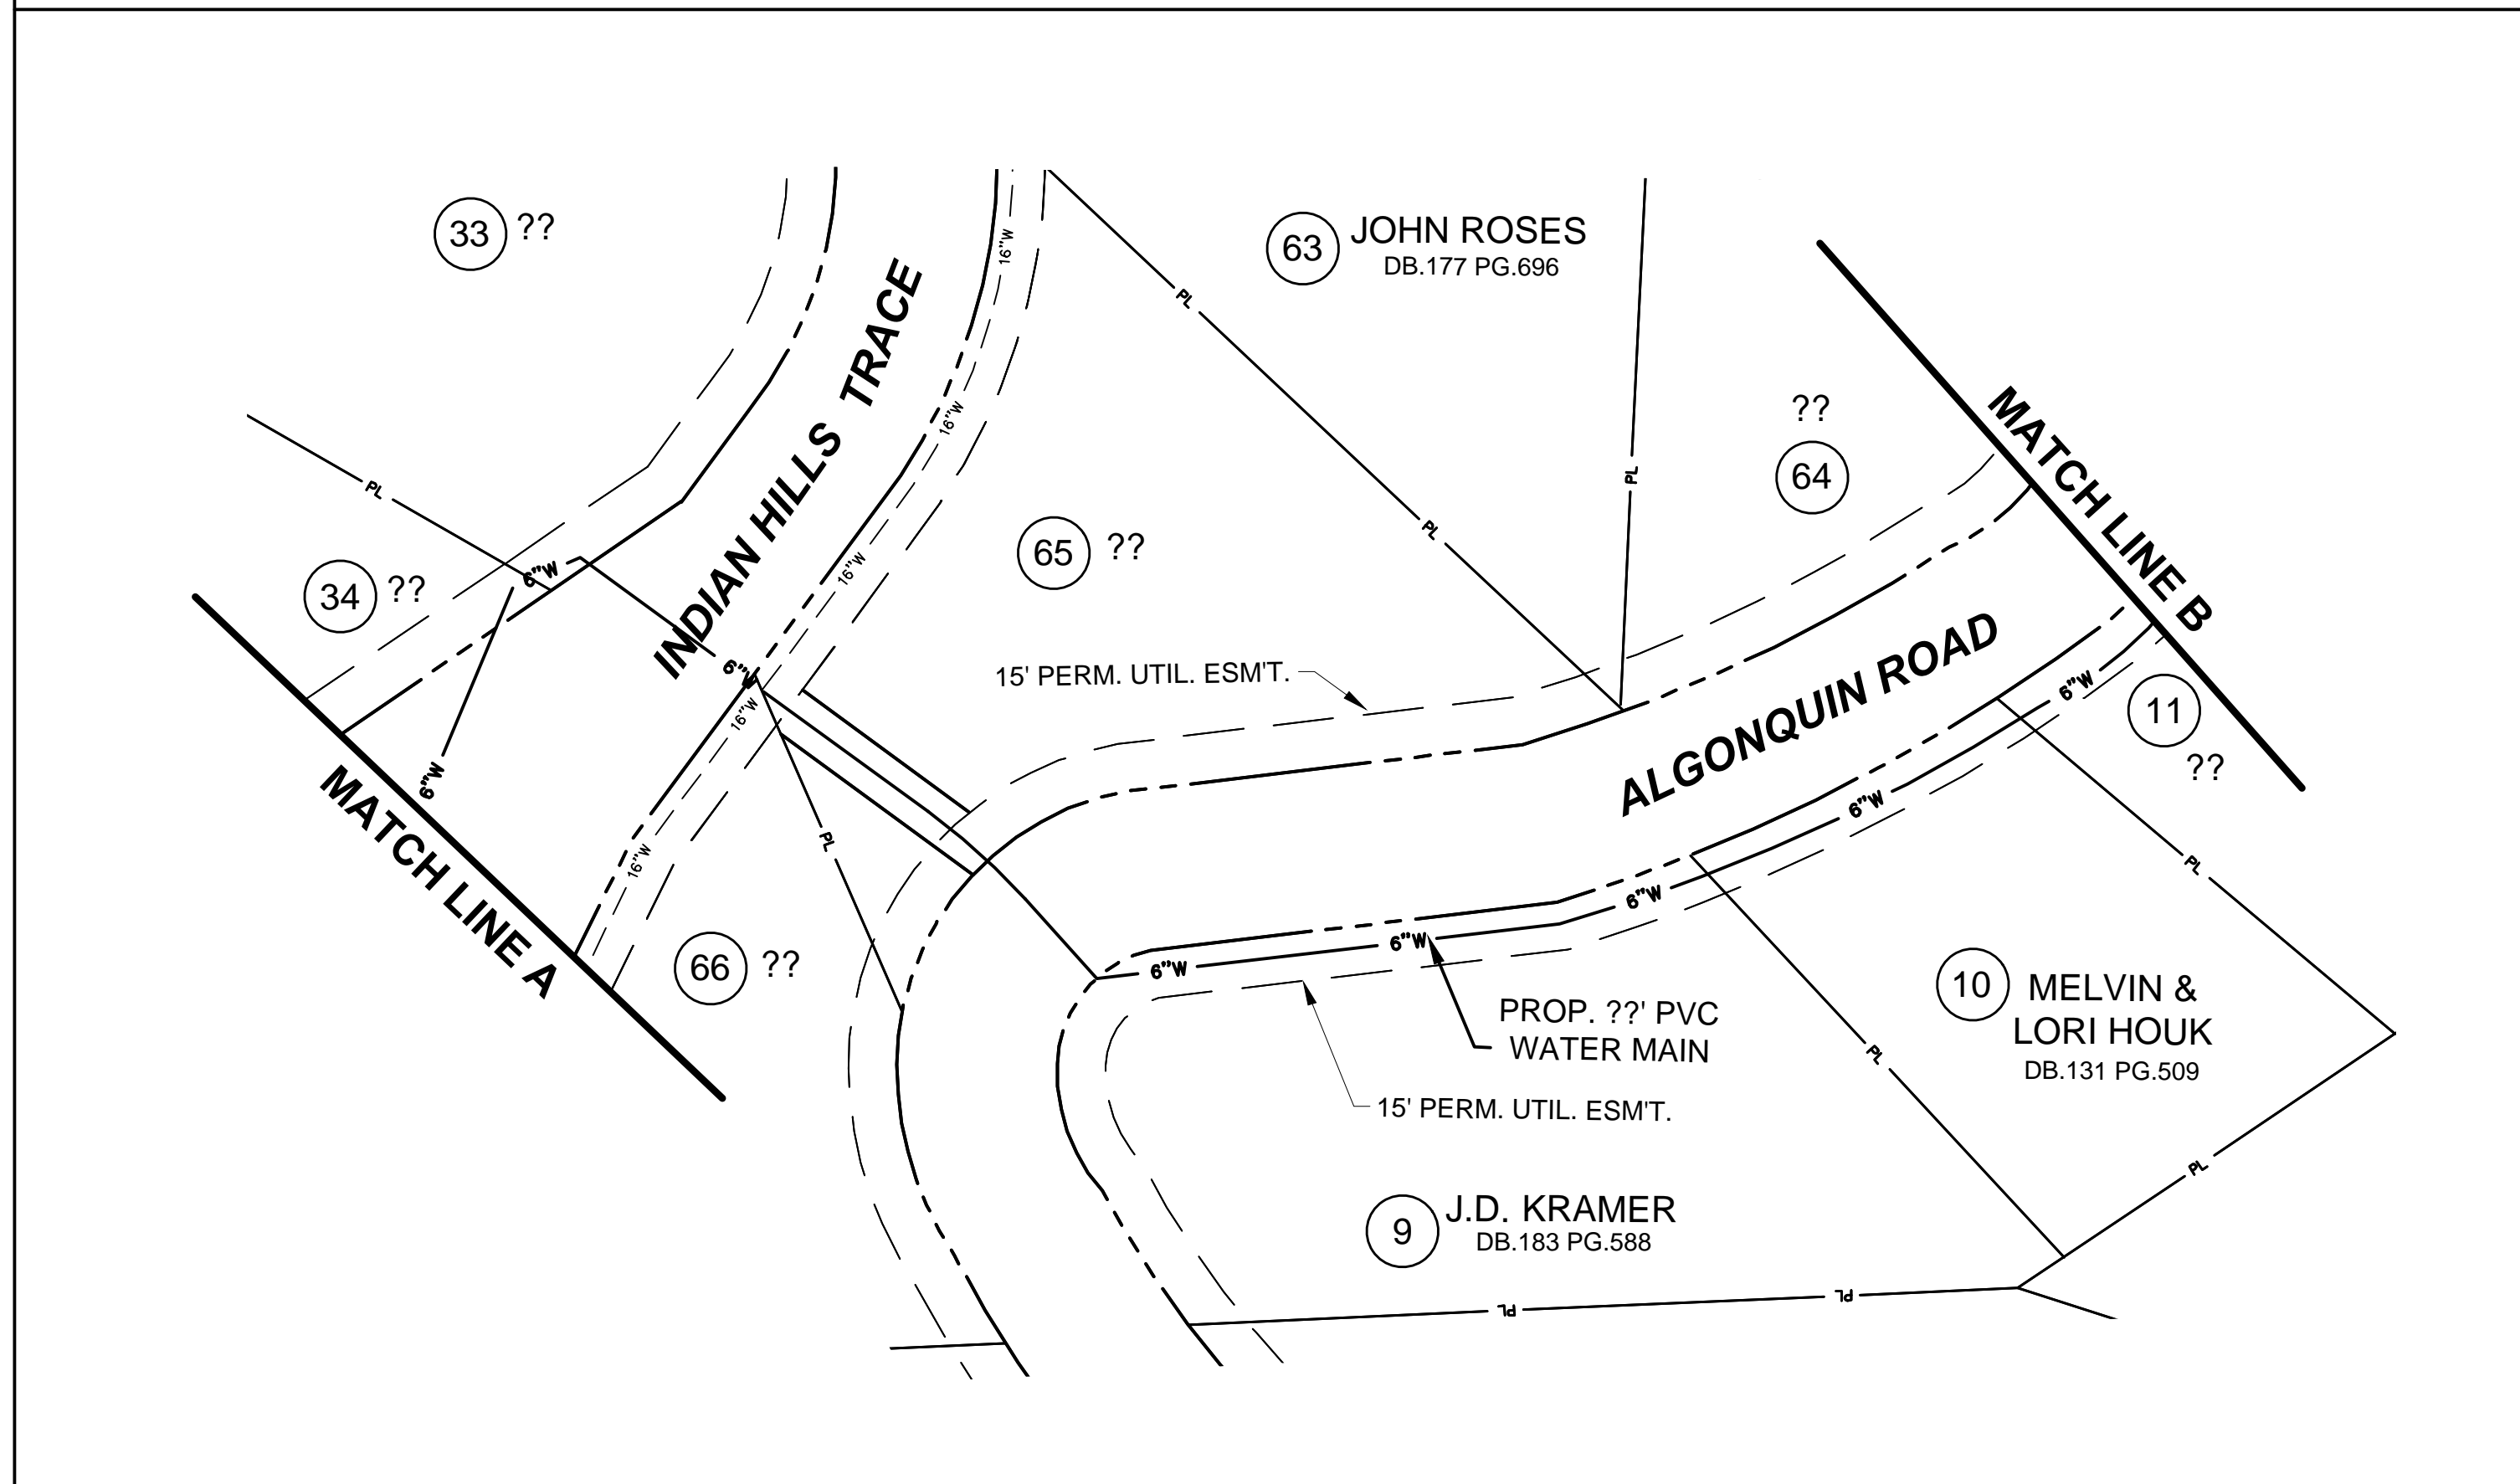 33 ??
63 JOHN ROSES
DB.177 PG.696
16"W
INDIAN HILLS TRACE
PL
PL
16"W
??
64
MATCH LINE B
PL
PL
PL
65 ??
34 ??
6"W
16"W
6"W
15' PERM. UTIL. ESM'T.
ALGONQUIN ROAD
6"W
11
??
16"W
6"W
MATCH LINE A
6"W
PL
16"W
PL
6"W
6"W
6"W
66 ??
10 MELVIN &
LORI HOUK
DB.131 PG.509
PROP. ??' PVC
WATER MAIN
PL
15' PERM. UTIL. ESM'T.
PL
9 J.D. KRAMER
DB.183 PG.588
PL
PL